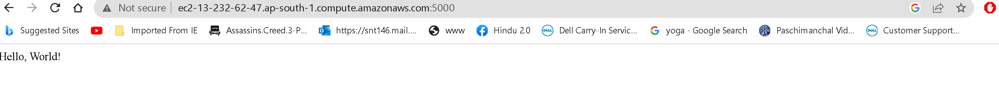 Not secure ec2-13-232-62-47.ap-south-1.compute.amazonaws.com:5000
Suggested Sites Imported From IE Assassins.Creed.3-P... https://snt146.mail.... www Hindu 2.0 DELL Dell Carry-In Servic... yoga - Google Search Paschimanchal Vid... DELL Customer Support...
Hello, World!